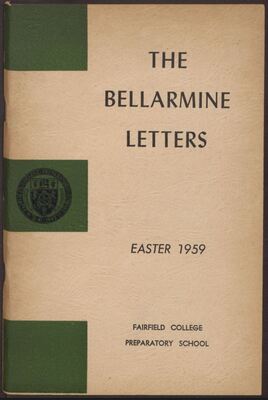 THE
BELLARMINE
LETTERS
EASTER 1959
FAIRFIELD COLLEGE
PREPARATORY SCHOOL